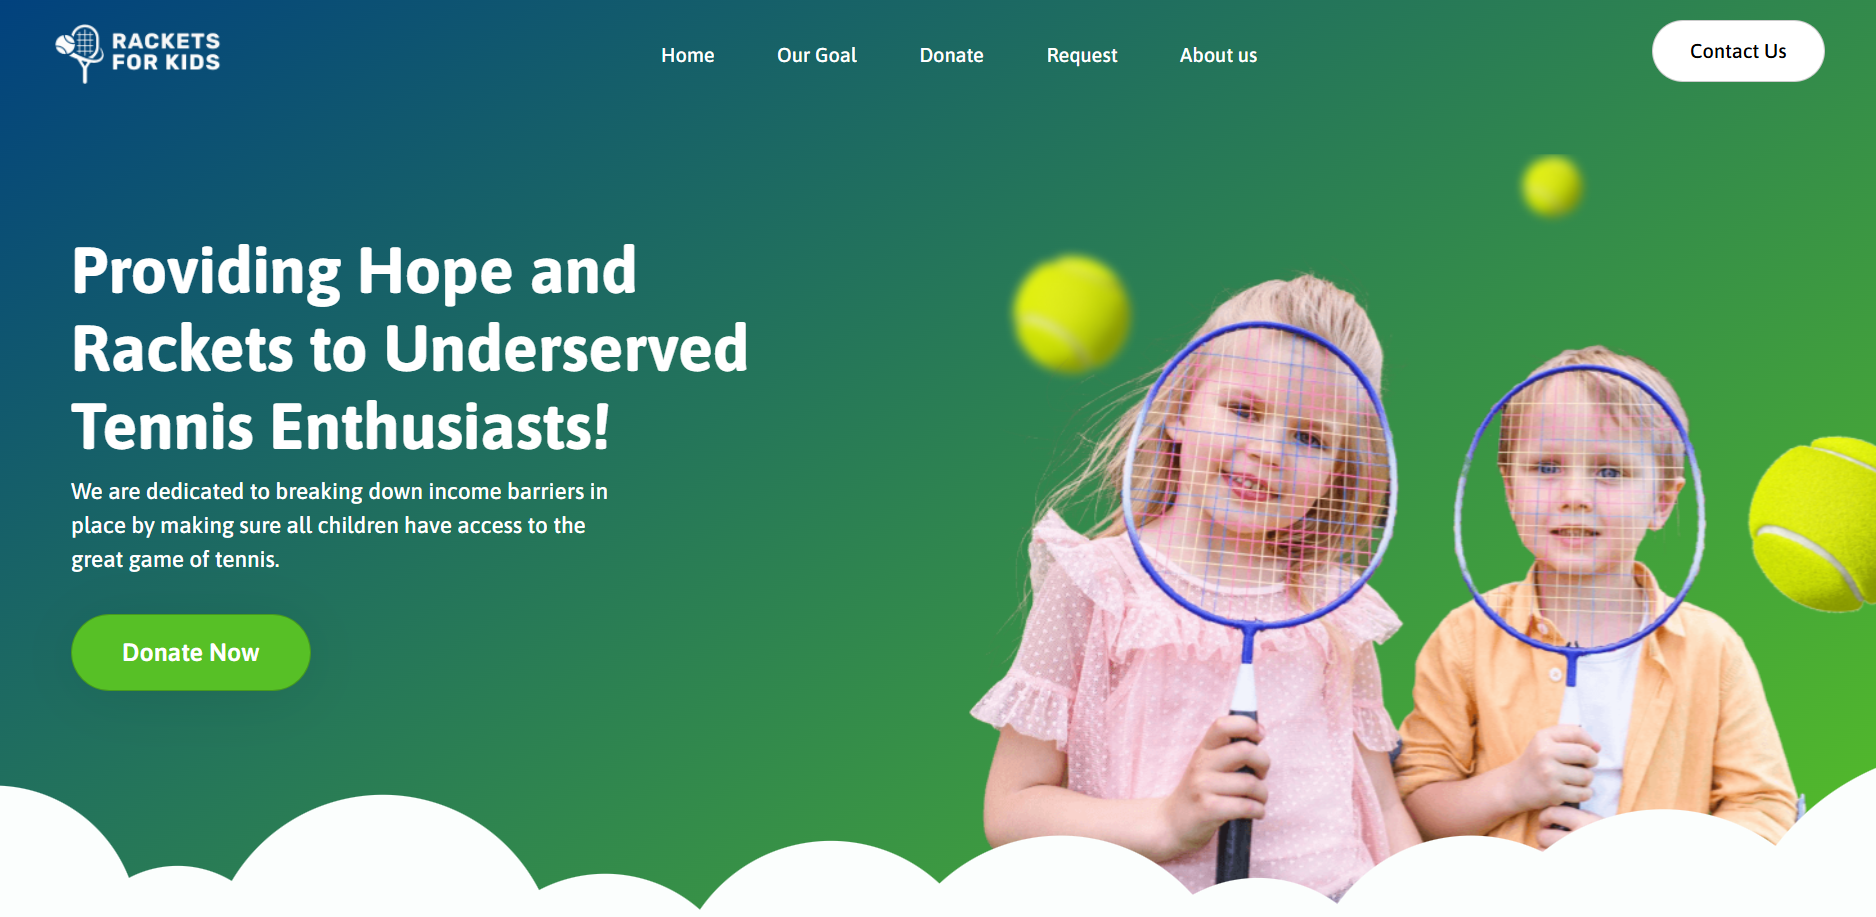 RACKETS
FOR KIDS
Home Our Goal Donate Request About us
Contact Us
Providing Hope and
Rackets to Underserved
Tennis Enthusiasts!
We are dedicated to breaking down income barriers in
place by making sure all children have access to the
great game of tennis.
Donate Now